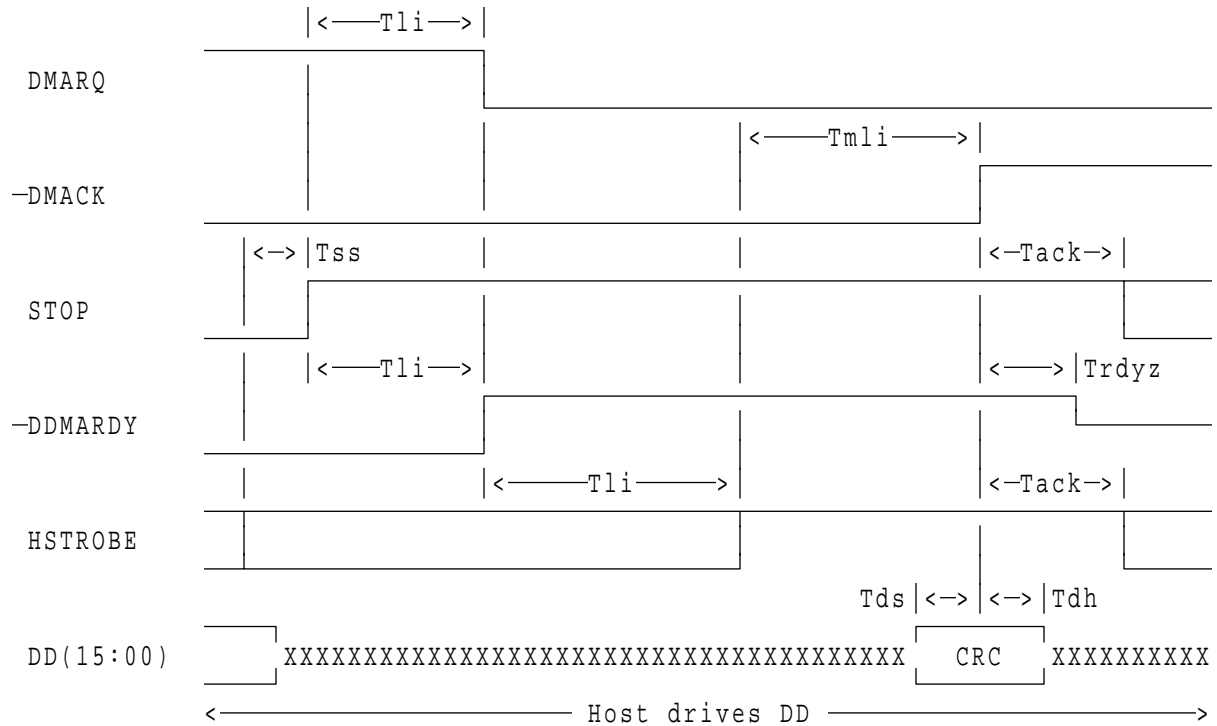 |<——Tli—>|
DMARQ
|<———Tmli———>|
—DMACK
|<—>|Tss
|<—Tack—>|
STOP
|<——Tli—>|
|<——>|Trdyz
—DDMARDY
|<————Tli————>|
|<—Tack—>|
HSTROBE
Tds|<—>|<—>|Tdh
DD(15:00) XXXXXXXXXXXXXXXXXXXXXXXXXXXXXXXXXXXXXXX CRC XXXXXXXXXX
<—————— Host drives DD ——————>